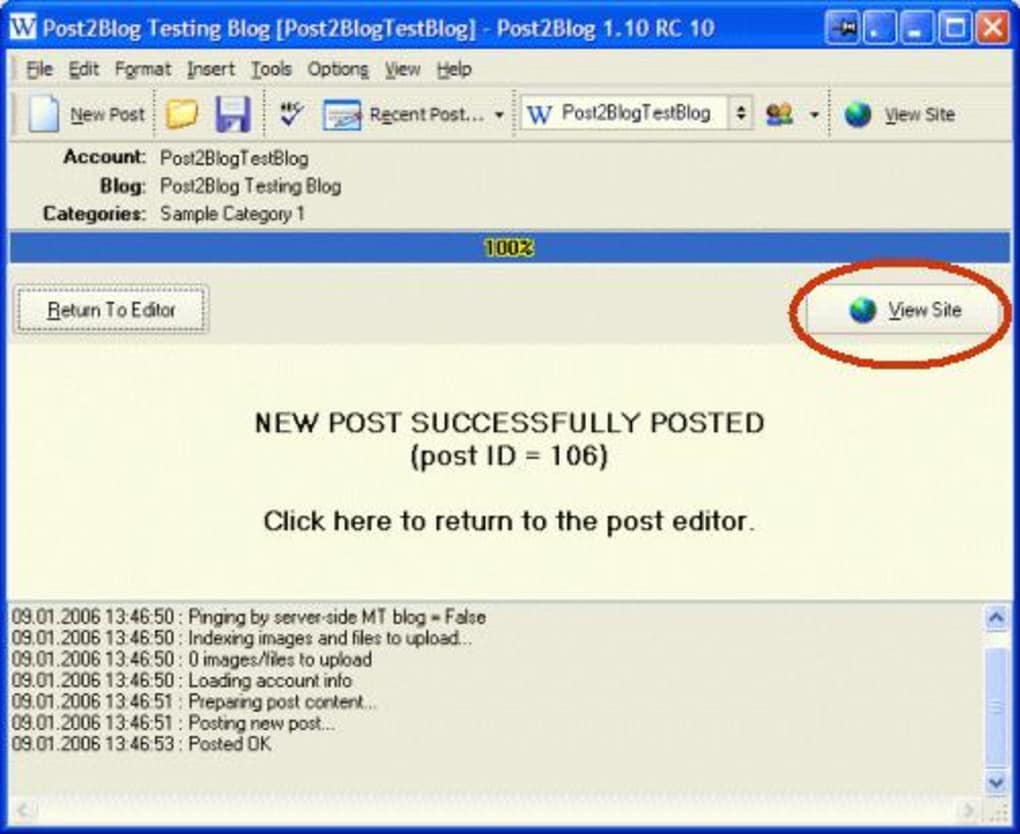 W Post2Blog Testing Blog [Post2BlogTestBlog] - Post2Blog 1.10 RC 10
File Edit Format Insert Tools Options View Help
New Post ABC Recent Post... W Post2BlogTestBlog View Site
Account: Post2BlogTestBlog
Blog: Post2Blog Testing Blog
Categories: Sample Category 1
100%
Return To Editor View Site
NEW POST SUCCESSFULLY POSTED
(post ID = 106)
Click here to return to the post editor.
09.01.2006 13:46:50 : Pinging by server-side MT blog = False
09.01.2006 13:46:50 : Indexing images and files to upload...
09.01.2006 13:46:50 : 0 images/files to upload
09.01.2006 13:46:50 : Loading account info
09.01.2006 13:46:51 : Preparing post content...
09.01.2006 13:46:51 : Posting new post...
09.01.2006 13:46:53 : Posted OK